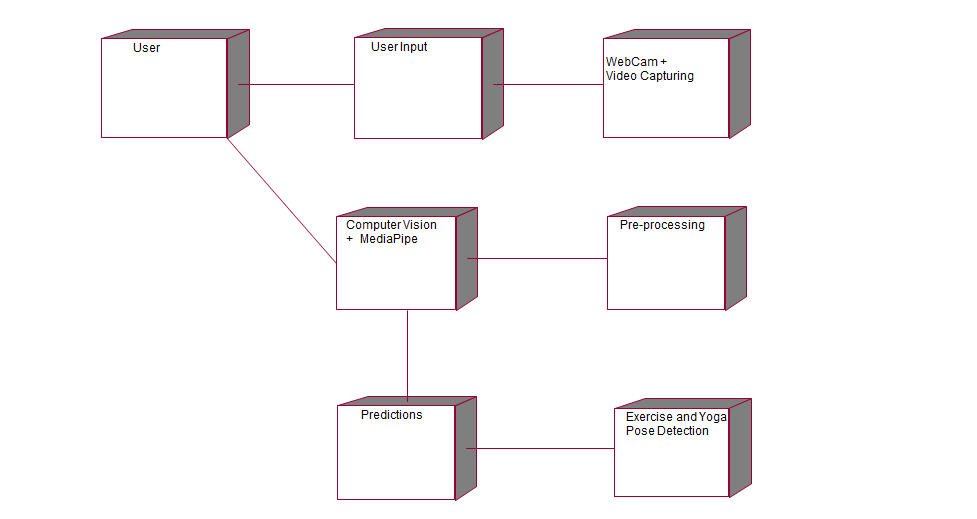 User
User Input
WebCam +
Video Capturing
Computer Vision
+ MediaPipe
Pre-processing
Predictions
Exercise and Yoga
Pose Detection